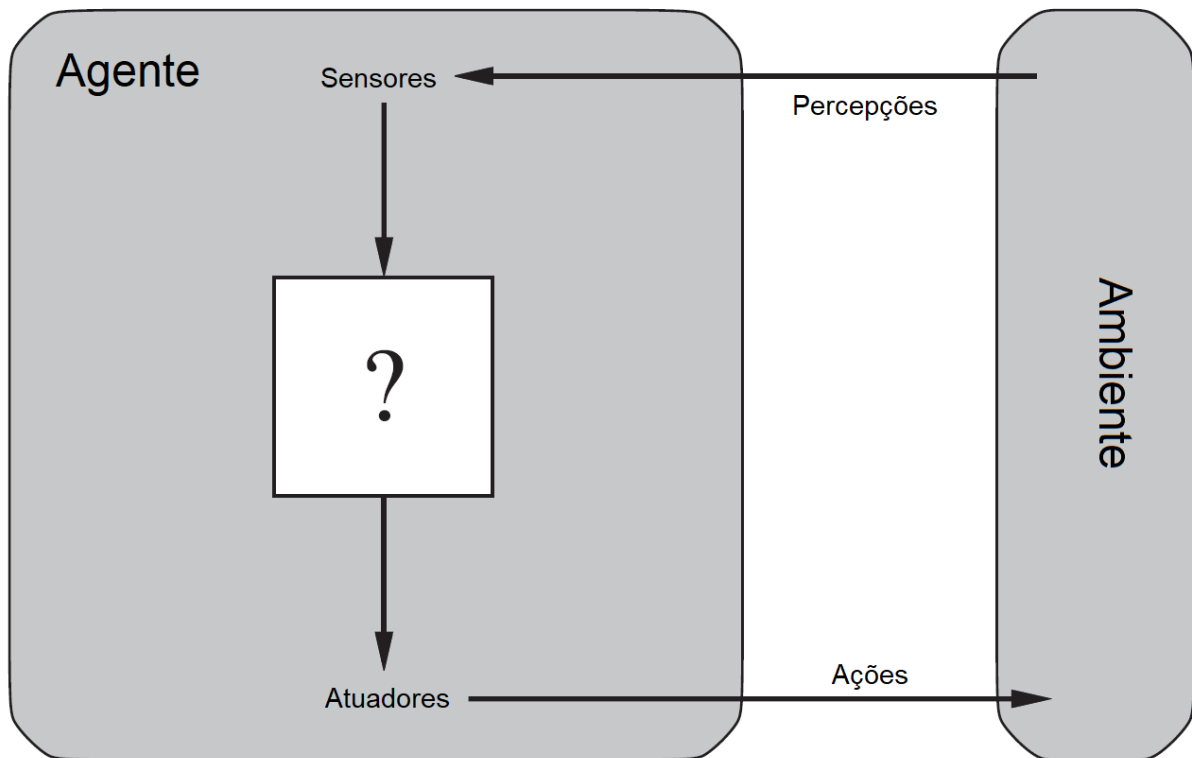 Agente
Sensores
Percepções
?
Ambiente
Ações
Atuadores